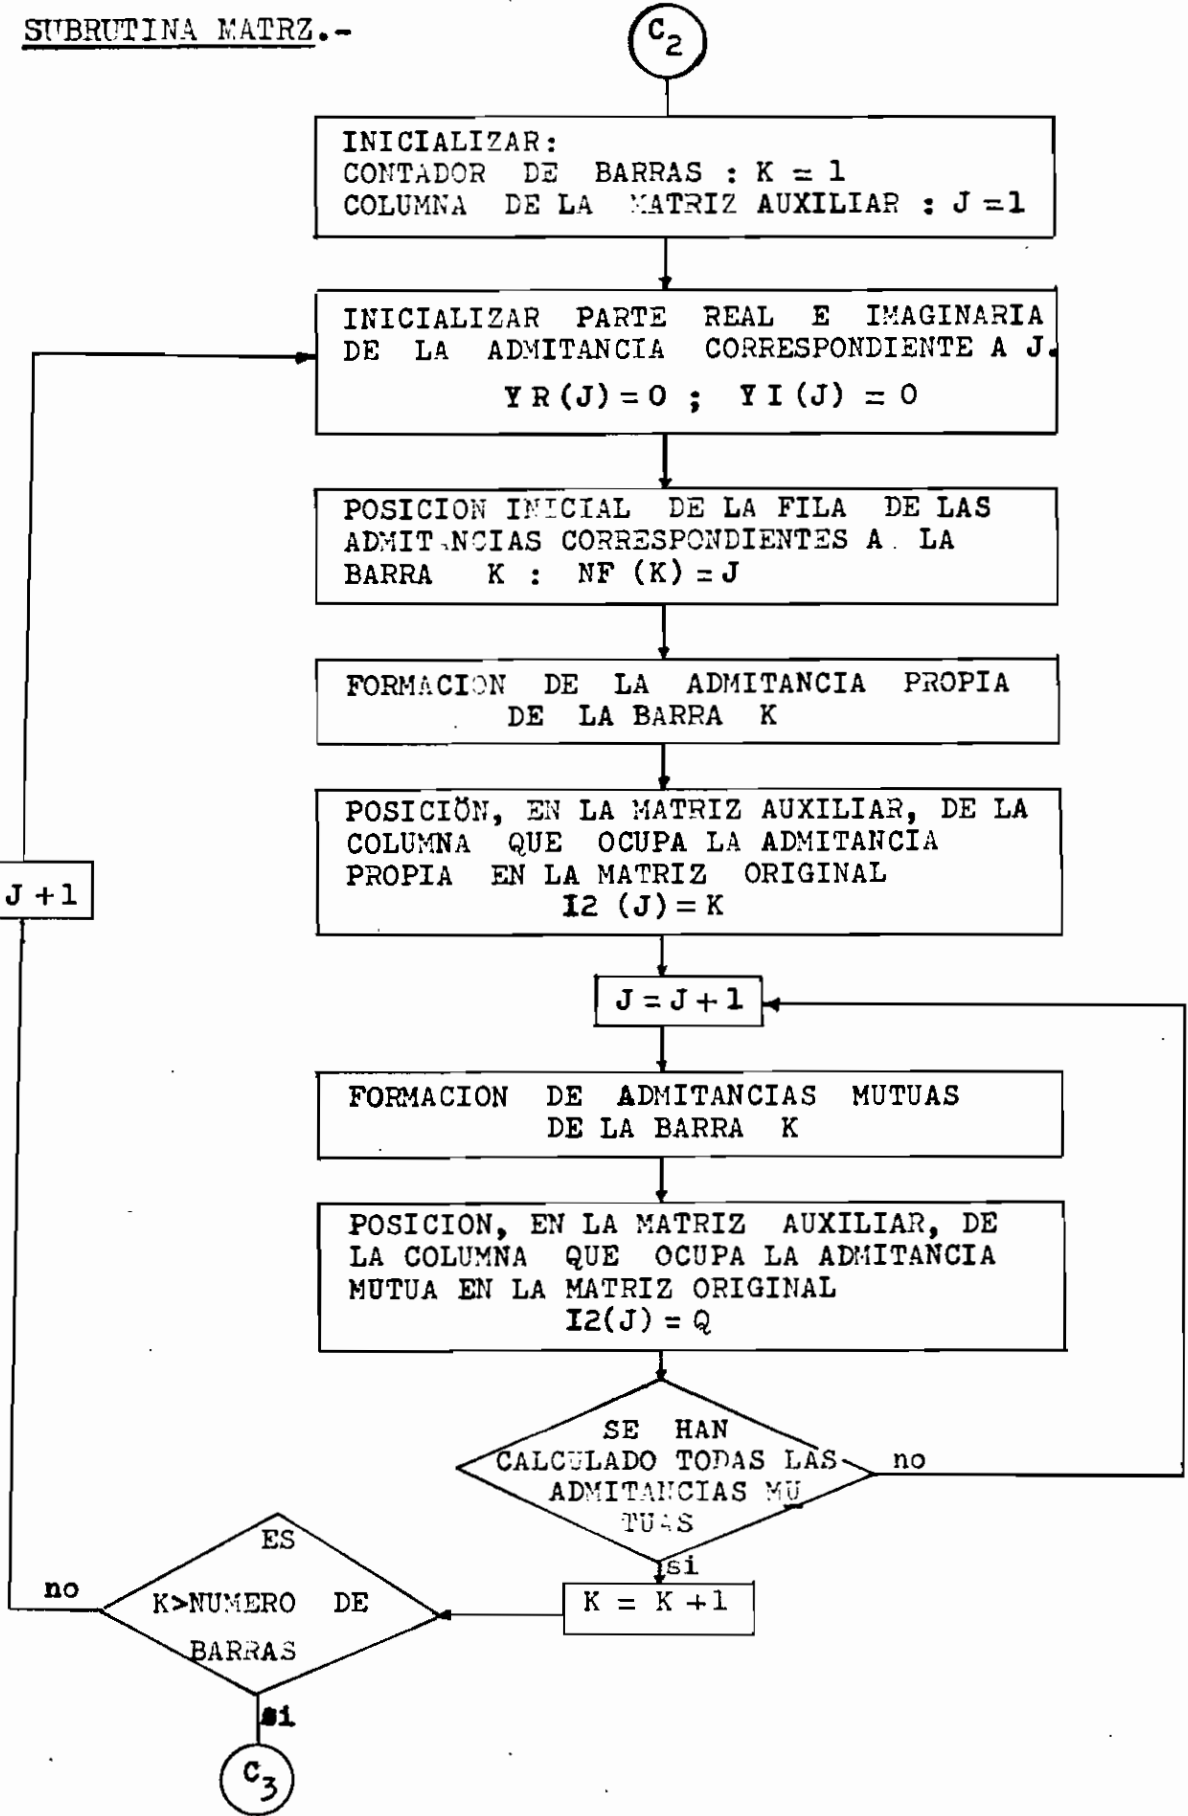 SUBRUTINA MATRZ.-
C2
INICIALIZAR:
CONTADOR DE BARRAS : K = 1
COLUMNA DE LA MATRIZ AUXILIAR : J =1
INICIALIZAR PARTE REAL E IMAGINARIA
DE LA ADMITANCIA CORRESPONDIENTE A J.
YR(J)=0 ; YI(J) = 0
POSICION INICIAL DE LA FILA DE LAS
ADMIT NCIAS CORRESPONDIENTES A LA
BARRA K : NF (K) = J
FORMACION DE LA ADMITANCIA PROPIA
DE LA BARRA K
POSICIÖN, EN LA MATRIZ AUXILIAR, DE LA
COLUMNA QUE OCUPA LA ADMITANCIA
PROPIA EN LA MATRIZ ORIGINAL
I2 (J) = K
J +1
J = J + 1
FORMACION DE ADMITANCIAS MUTUAS
DE LA BARRA K
POSICION, EN LA MATRIZ AUXILIAR, DE
LA COLUMNA QUE OCUPA LA ADMITANCIA
MUTUA EN LA MATRIZ ORIGINAL
I2(J) = Q
SE HAN
CALCULADO TODAS LAS
ADMITANCIAS MU
TUAS
no
si
K = K +1
ES
K>NUMERO DE
BARRAS
no
si
C3